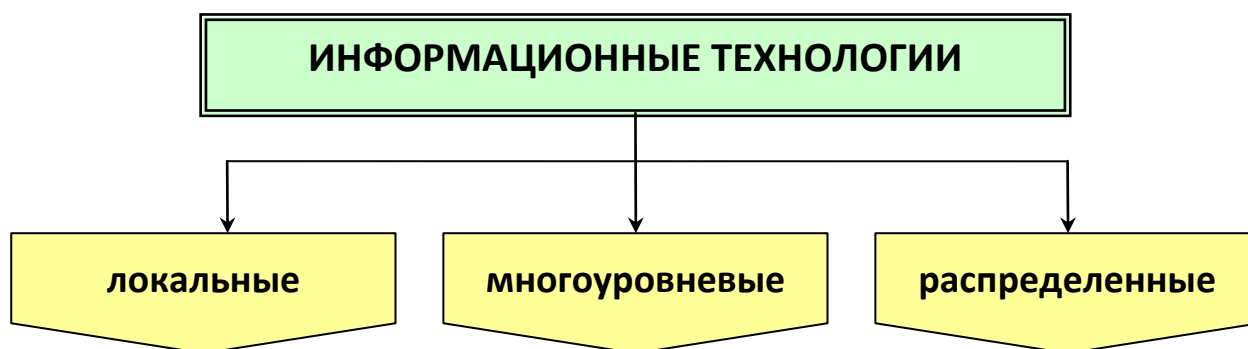 ИНФОРМАЦИОННЫЕ ТЕХНОЛОГИИ
локальные
многоуровневые
распределенные